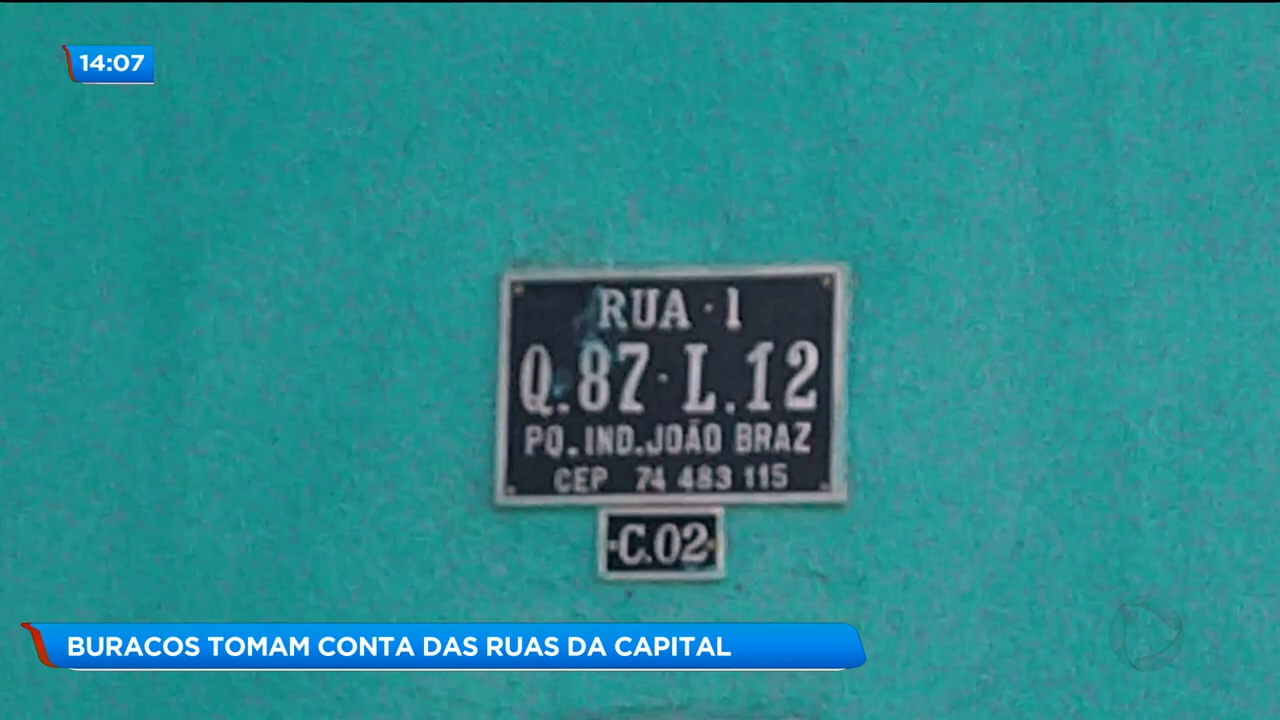 14:07
RUA · 1
Q.87 · L.12
PQ. IND. JOÃO BRAZ
CEP 74 483 115
·C.02·
BURACOS TOMAM CONTA DAS RUAS DA CAPITAL